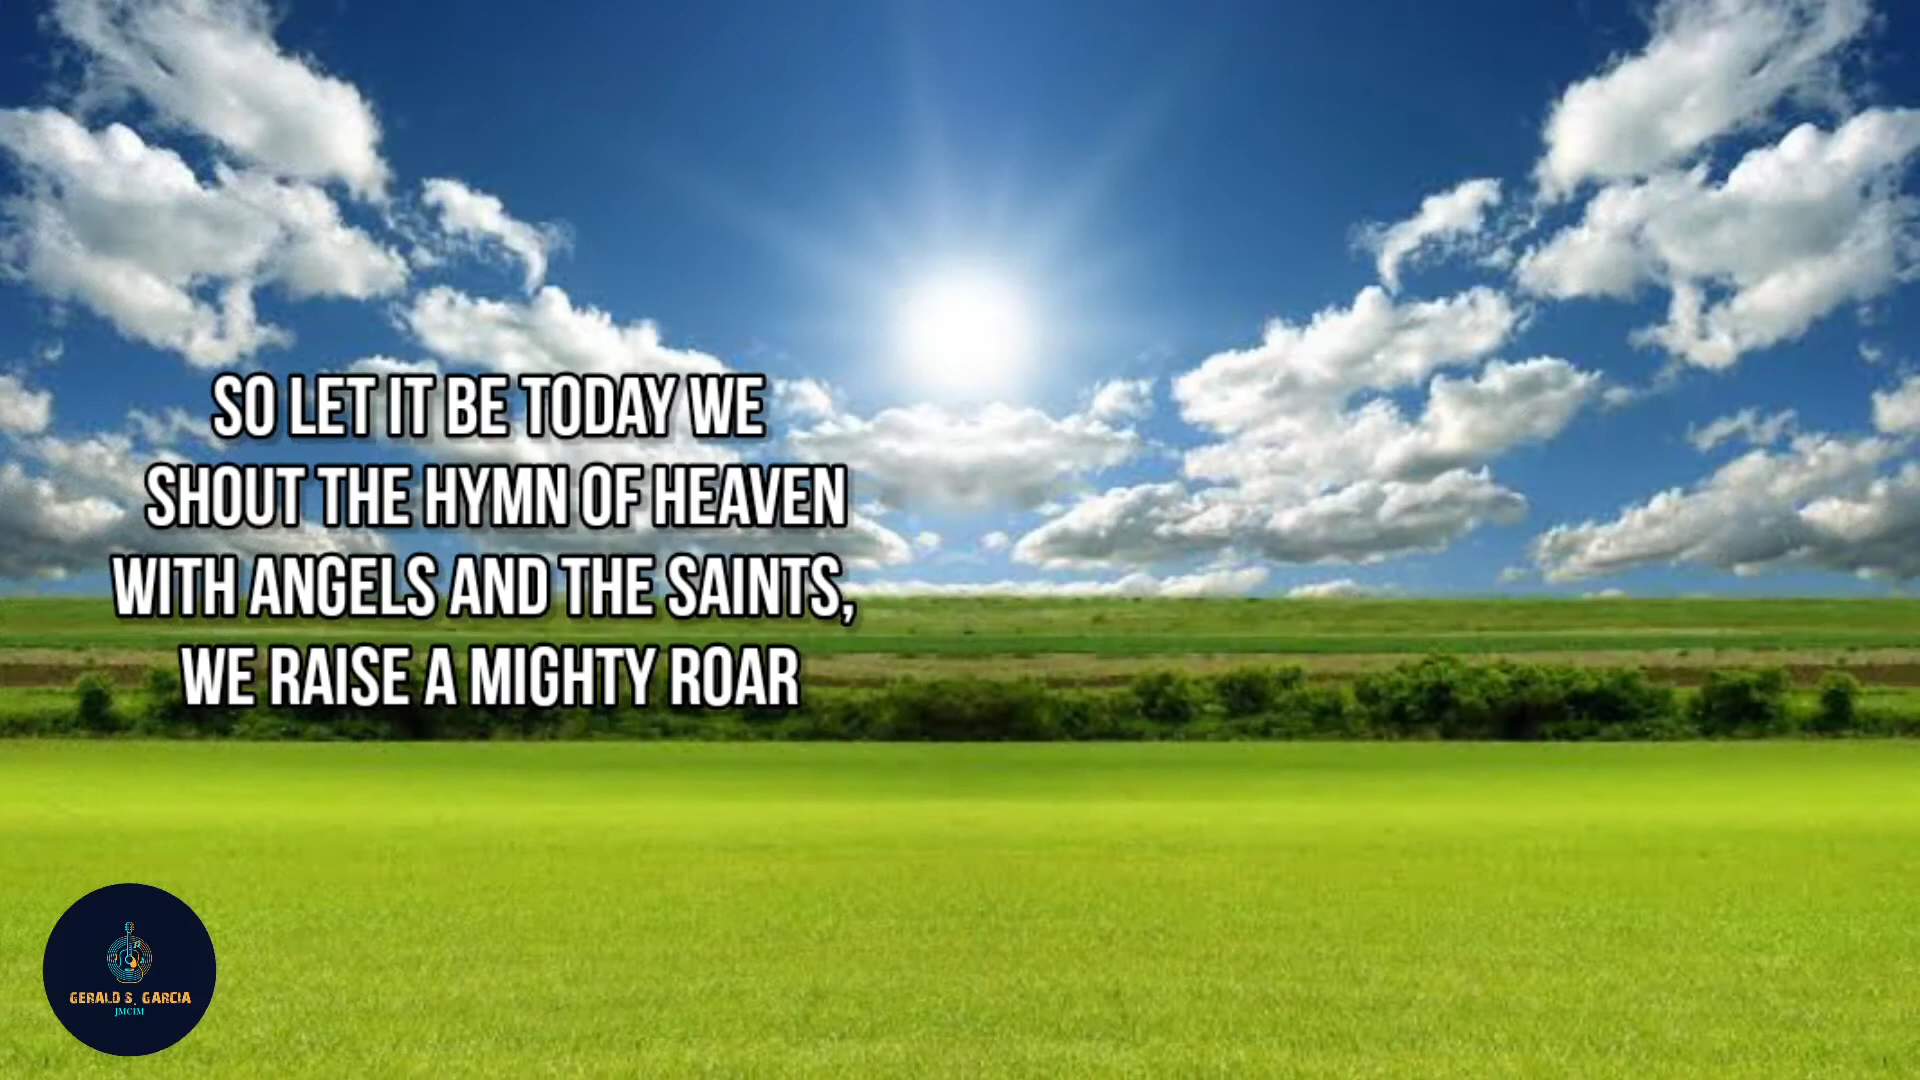 SO LET IT BE TODAY WE
SHOUT THE HYMN OF HEAVEN
WITH ANGELS AND THE SAINTS,
WE RAISE A MIGHTY ROAR
GERALD S. GARCIA
JMCIM